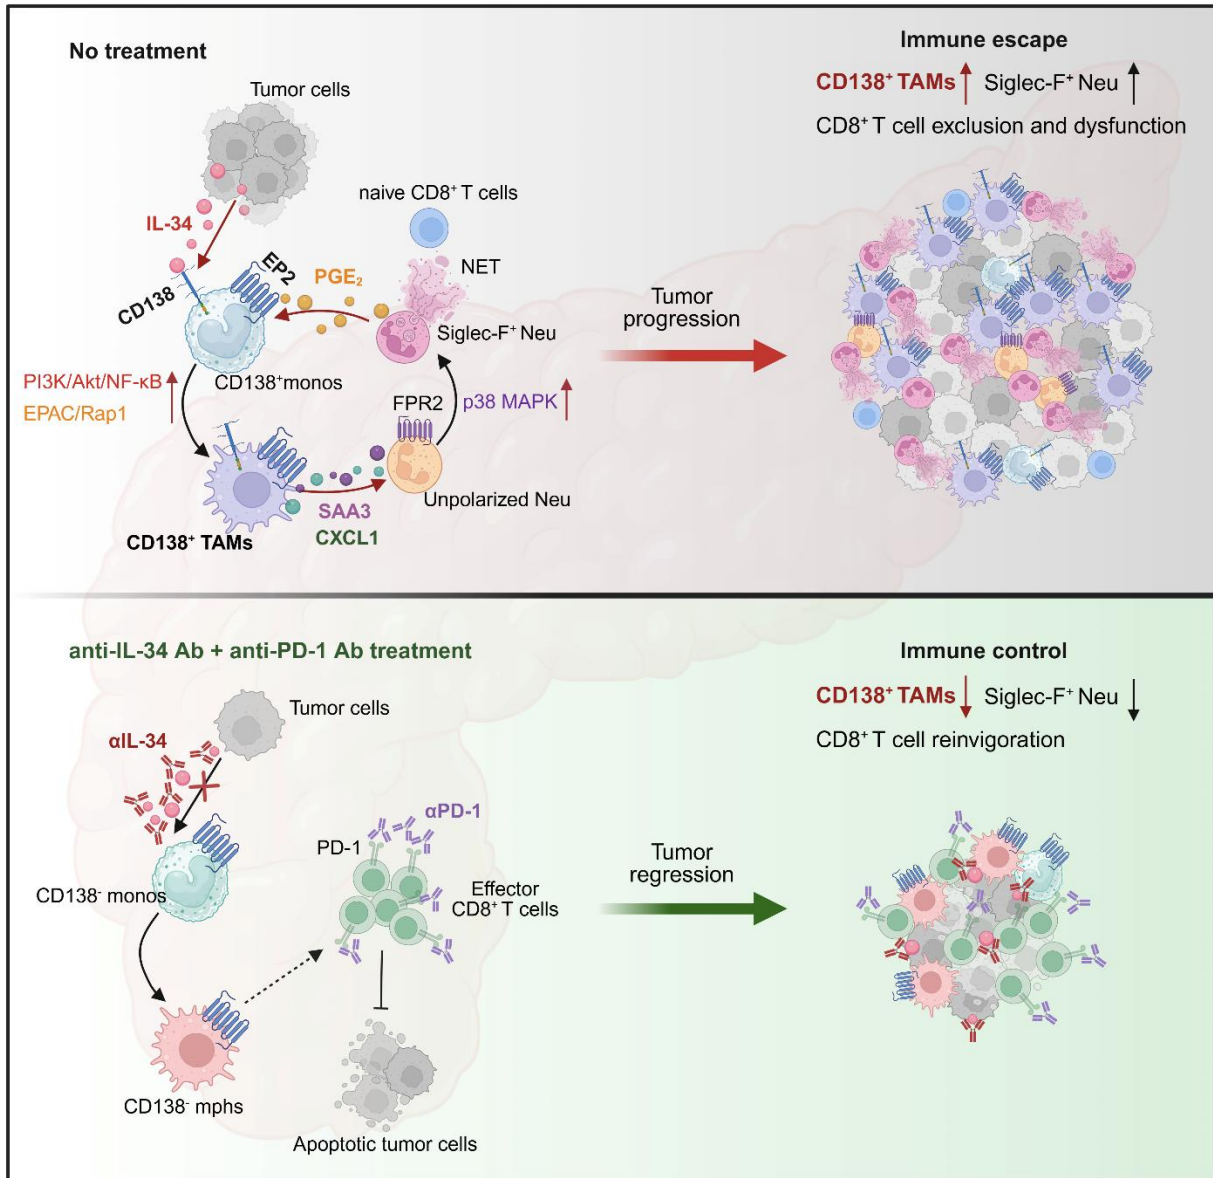 No treatment
Immune escape
CD138⁺ TAMs Siglec-F⁺ Neu
CD8⁺ T cell exclusion and dysfunction
Tumor cells
naive CD8⁺ T cells
IL-34
NET
EP2
PGE₂
CD138
Siglec-F⁺ Neu
CD138⁺monos
Tumor
progression
PI3K/Akt/NF-κB
EPAC/Rap1
FPR2
p38 MAPK
Unpolarized Neu
SAA3
CXCL1
CD138⁺ TAMs
anti-IL-34 Ab + anti-PD-1 Ab treatment
Immune control
CD138⁺ TAMs Siglec-F⁺ Neu
CD8⁺ T cell reinvigoration
Tumor cells
αIL-34
αPD-1
PD-1
Effector
CD8⁺ T cells
CD138⁻ monos
Tumor
regression
CD138⁻ mphs
Apoptotic tumor cells